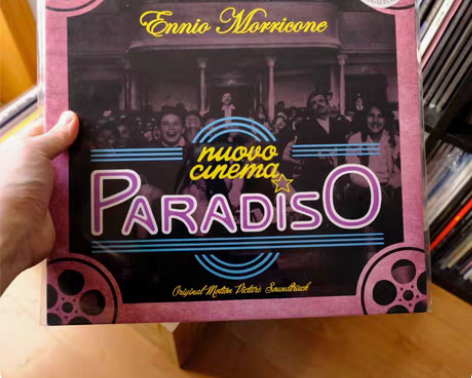 Ennio Morricone
nuovo
cinema
PARADISO
Original Motion Picture Soundtrack